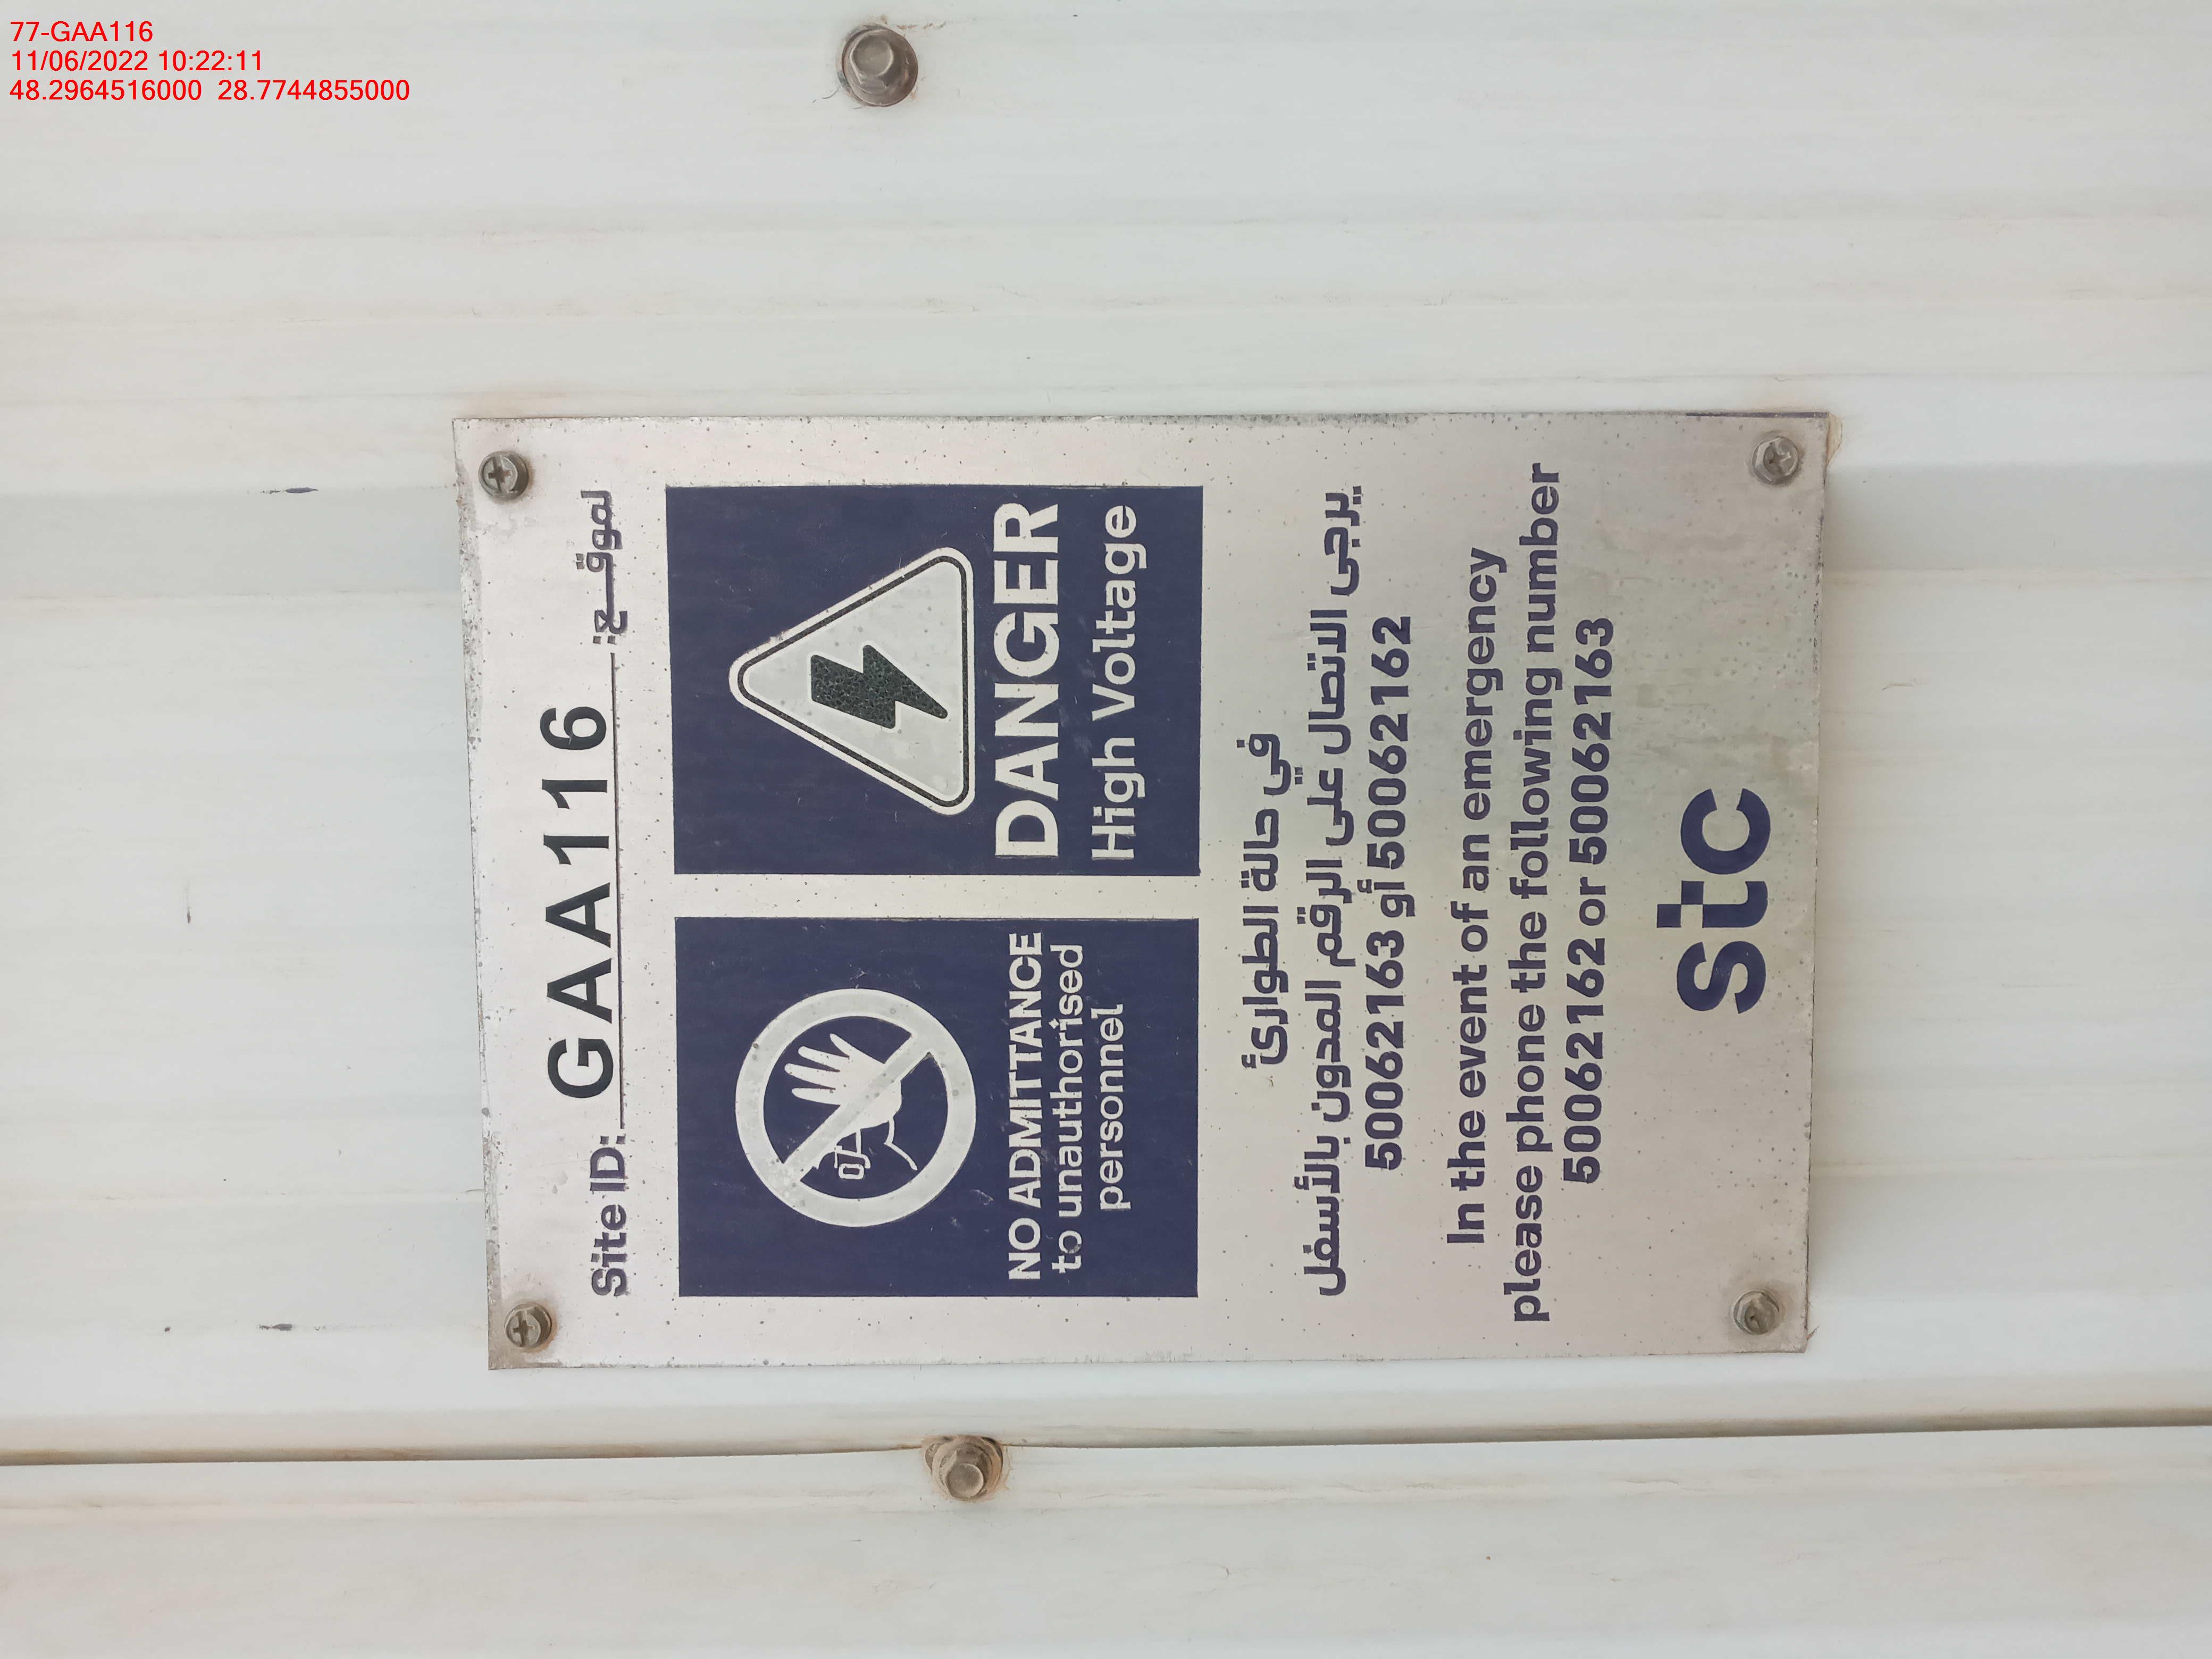 77-GAA116
11/06/2022 10:22:11
48.2964516000 28.7744855000
Site ID: GAA116 :لموقـــع
NO ADMITTANCE
to unauthorised
personnel
DANGER
High Voltage
في حالة الطوارئ
يرجى الاتصال على الرقم المدون بالأسفل
50062163 أو 50062162
In the event of an emergency
please phone the following number
50062162 or 50062163
stc